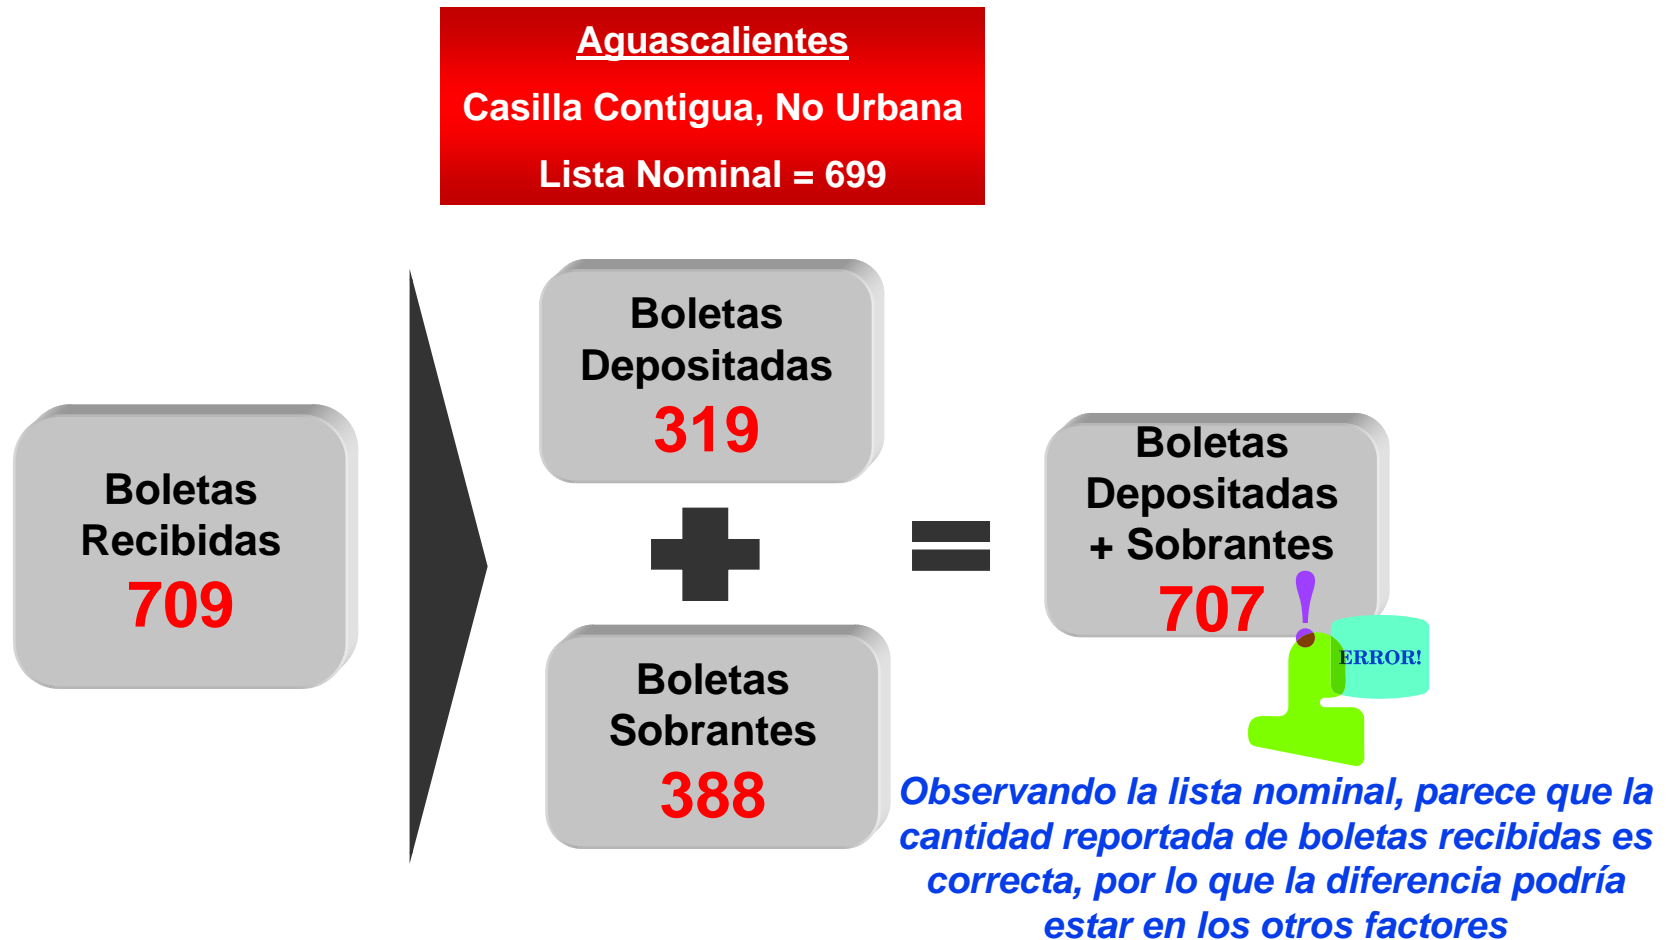 Aguascalientes
Casilla Contigua, No Urbana
Lista Nominal = 699
Boletas
Recibidas
709
Boletas
Depositadas
319
Boletas
Sobrantes
388
Boletas
Depositadas
+ Sobrantes
707
!
ERROR!
Observando la lista nominal, parece que la
cantidad reportada de boletas recibidas es
correcta, por lo que la diferencia podría
estar en los otros factores